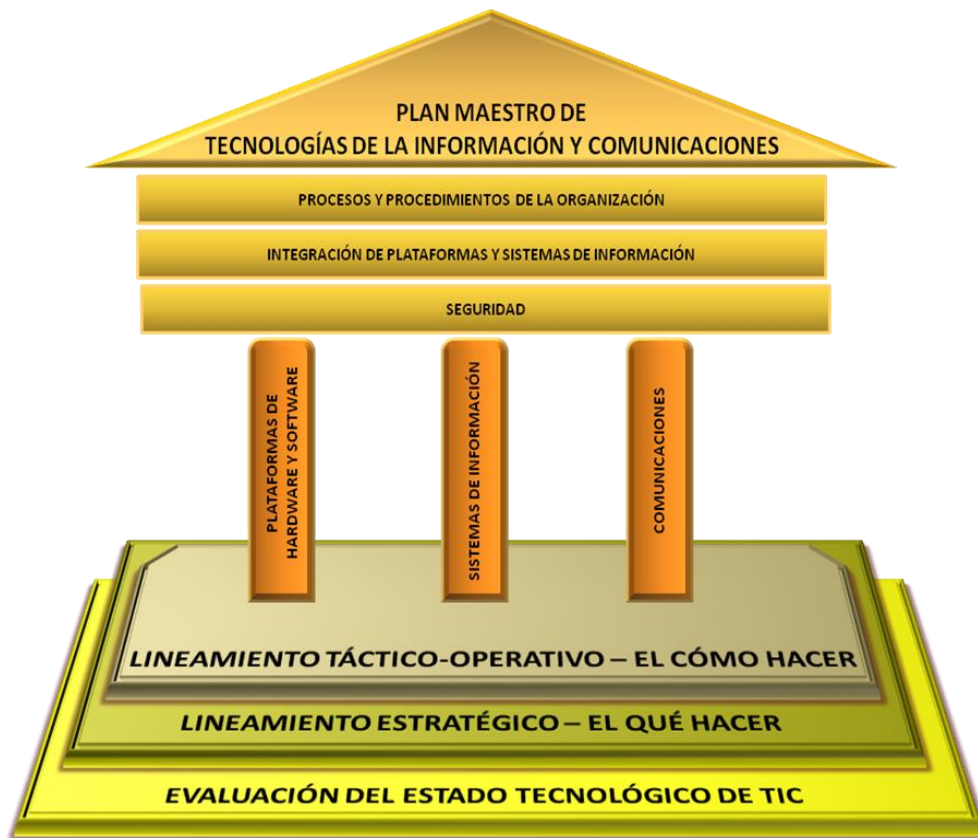 PLAN MAESTRO DE
TECNOLOGÍAS DE LA INFORMACIÓN Y COMUNICACIONES
PROCESOS Y PROCEDIMIENTOS DE LA ORGANIZACIÓN
INTEGRACIÓN DE PLATAFORMAS Y SISTEMAS DE INFORMACIÓN
SEGURIDAD
PLATAFORMAS DE
HARDWARE Y SOFTWARE
SISTEMAS DE INFORMACIÓN
COMUNICACIONES
LINEAMIENTO TÁCTICO-OPERATIVO – EL CÓMO HACER
LINEAMIENTO ESTRATÉGICO – EL QUÉ HACER
EVALUACIÓN DEL ESTADO TECNOLÓGICO DE TIC